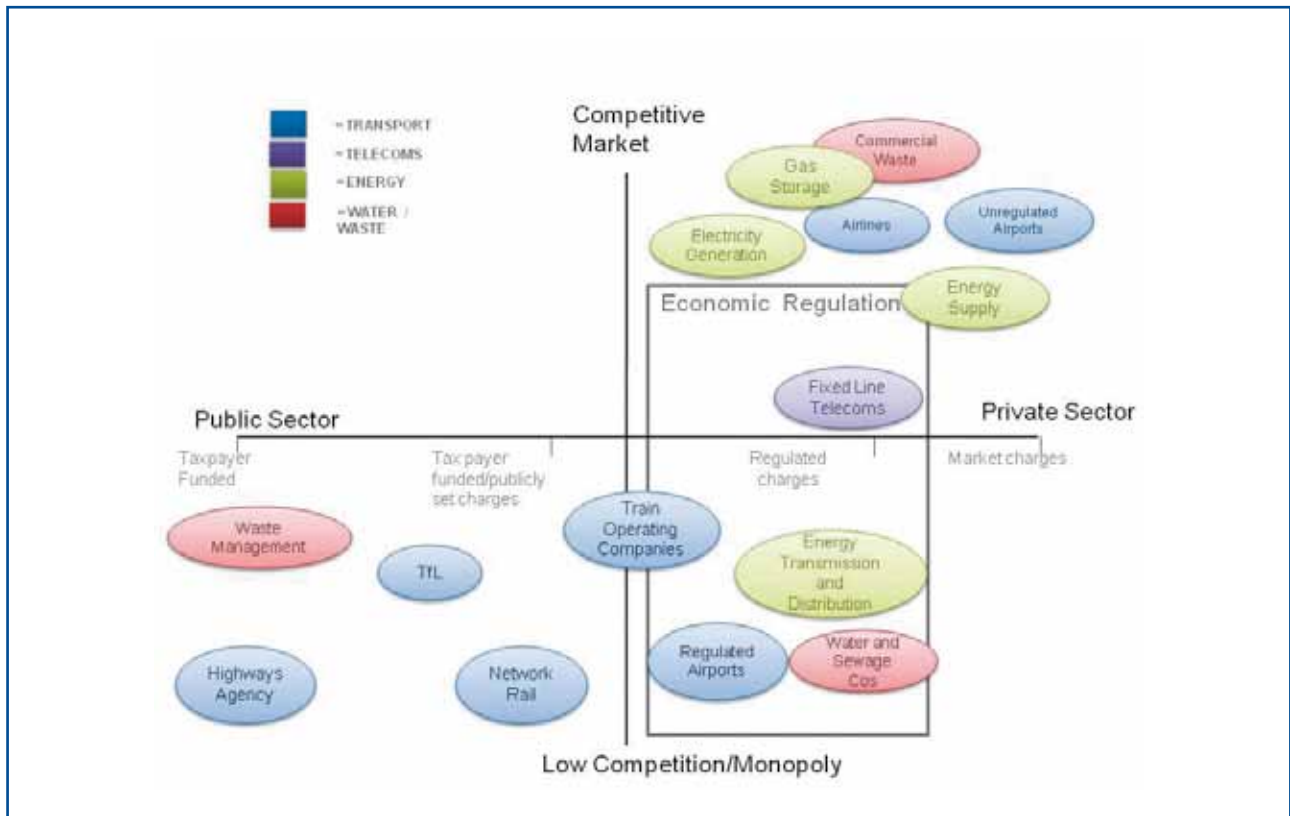 =TRANSPORT
=TELECOMS
=ENERGY
=WATER /
WASTE
Competitive
Market
Commercial
Waste
Gas
Storage
Airlines
Unregulated
Airports
Electricity
Generation
Energy
Supply
Economic Regulation
Fixed Line
Telecoms
Public Sector
Private Sector
Taxpayer
Funded
Tax payer
funded/publicly
set charges
Regulated
charges
Market charges
Waste
Management
TfL
Train
Operating
Companies
Energy
Transmission
and
Distribution
Highways
Agency
Network
Rail
Regulated
Airports
Water and
Sewage
Cos
Low Competition/Monopoly